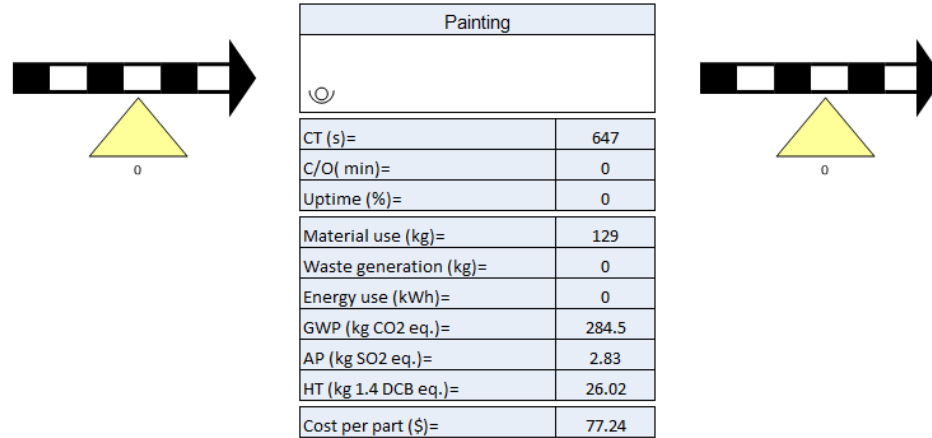 Painting
CT (s)= 647
C/O( min)= 0
Uptime (%)= 0
Material use (kg)= 129
Waste generation (kg)= 0
Energy use (kWh)= 0
GWP (kg CO2 eq.)= 284.5
AP (kg SO2 eq.)= 2.83
HT (kg 1.4 DCB eq.)= 26.02
Cost per part ($)= 77.24
0
0